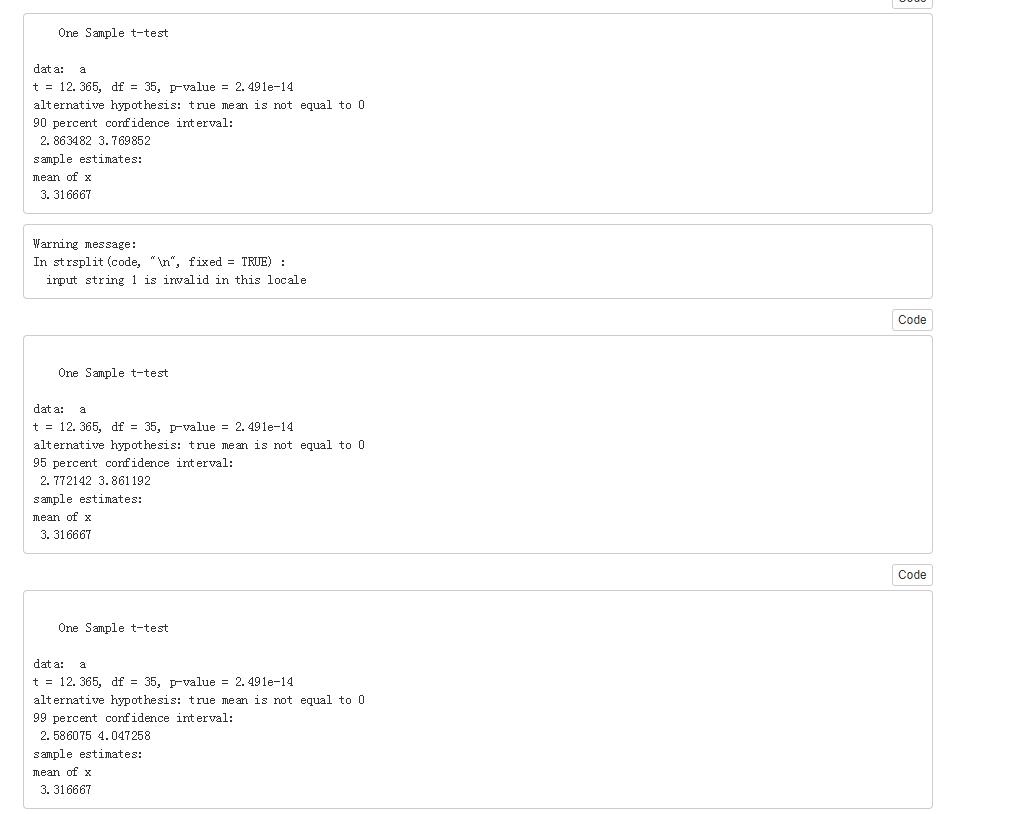 Code
One Sample t-test
data:  a
t = 12.365, df = 35, p-value = 2.491e-14
alternative hypothesis: true mean is not equal to 0
90 percent confidence interval:
2.863482 3.769852
sample estimates:
mean of x
3.316667
Warning message:
In strsplit(code, "\n", fixed = TRUE) :
input string 1 is invalid in this locale
Code
One Sample t-test
data:  a
t = 12.365, df = 35, p-value = 2.491e-14
alternative hypothesis: true mean is not equal to 0
95 percent confidence interval:
2.772142 3.861192
sample estimates:
mean of x
3.316667
Code
One Sample t-test
data:  a
t = 12.365, df = 35, p-value = 2.491e-14
alternative hypothesis: true mean is not equal to 0
99 percent confidence interval:
2.586075 4.047258
sample estimates:
mean of x
3.316667